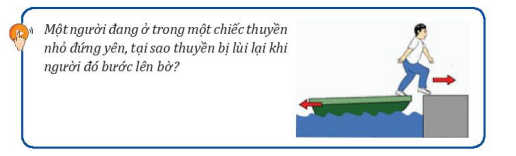 Một người đang ở trong một chiếc thuyền
nhỏ đứng yên, tại sao thuyền bị lùi lại khi
người đó bước lên bờ?